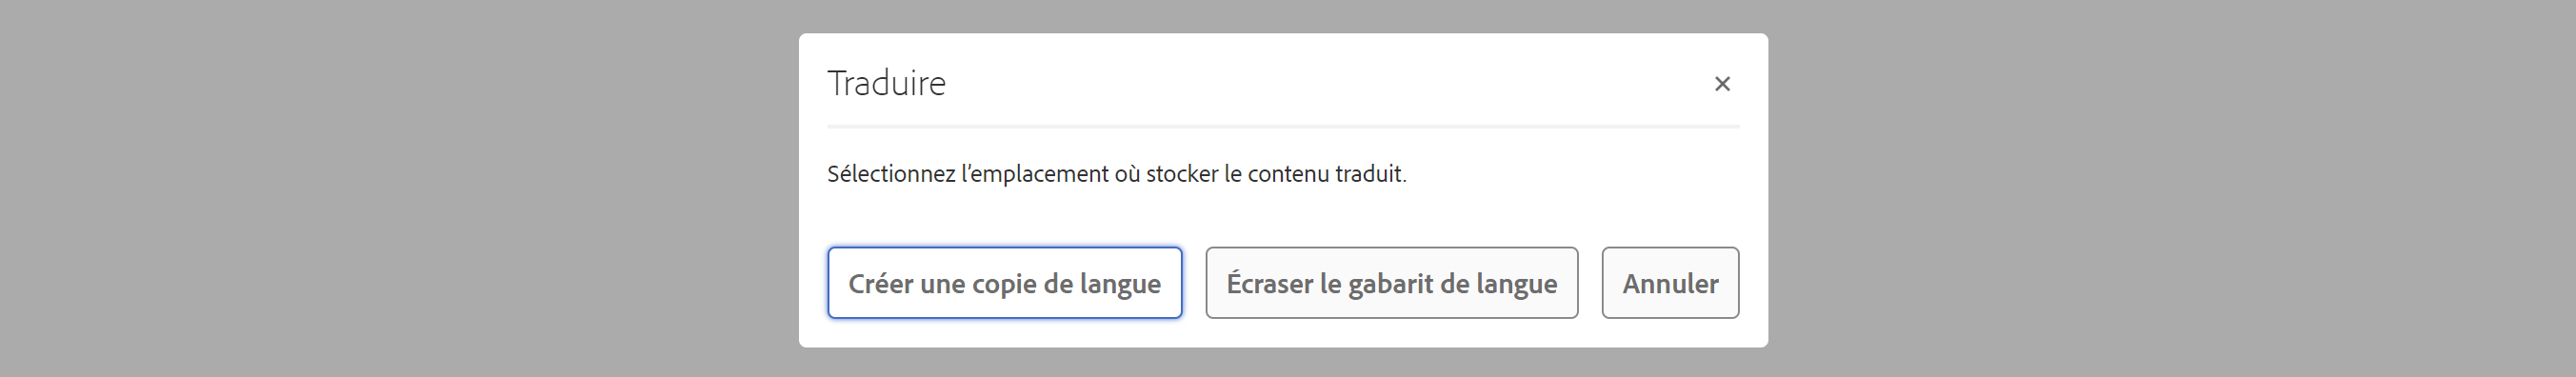 Traduire
Sélectionnez l’emplacement où stocker le contenu traduit.
Créer une copie de langue
Écraser le gabarit de langue
Annuler